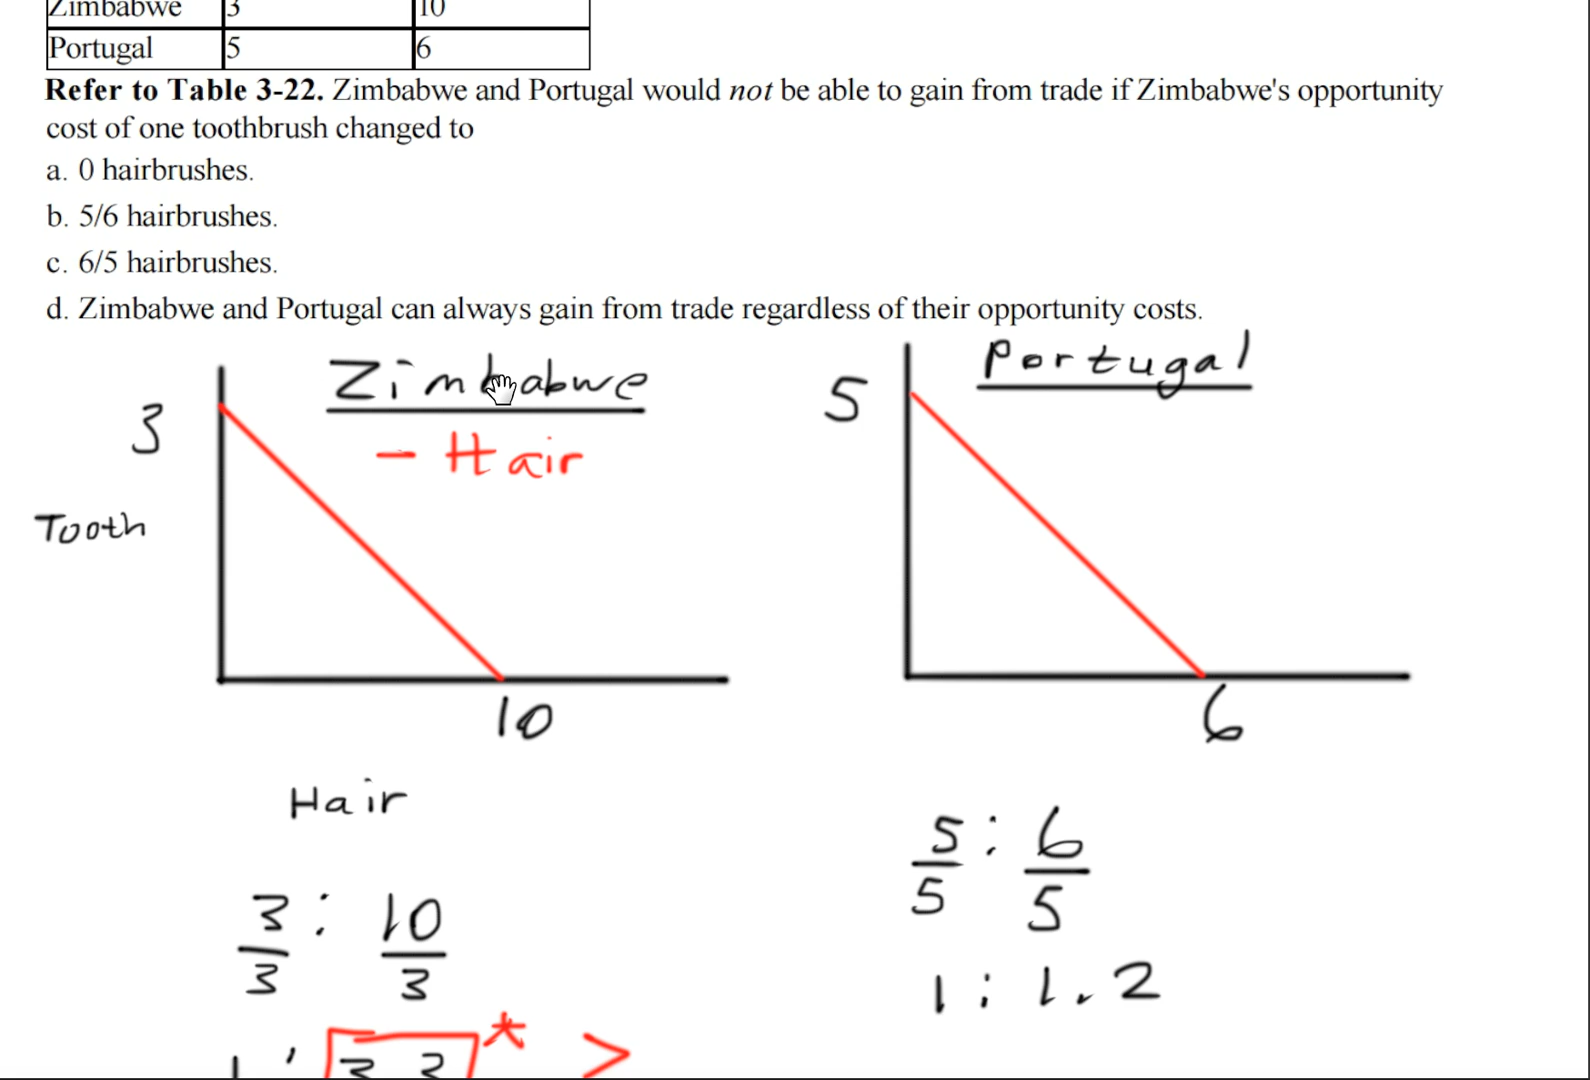 Zimbabwe 3 10
Portugal 5 6
Refer to Table 3-22. Zimbabwe and Portugal would not be able to gain from trade if Zimbabwe's opportunity
cost of one toothbrush changed to
a. 0 hairbrushes.
b. 5/6 hairbrushes.
c. 6/5 hairbrushes.
d. Zimbabwe and Portugal can always gain from trade regardless of their opportunity costs.
Zimbabwe
- Hair
3
Tooth
10
Hair
3/3 : 10/3
1 : 3.3 * >
Portugal
5
6
5/5 : 6/5
1 : 1.2